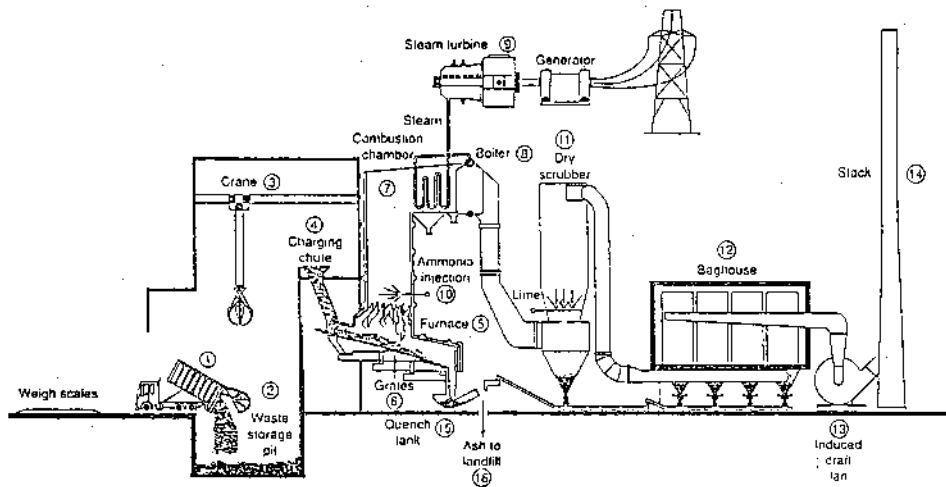 Steam turbine
⑨
Generator
Steam
Combustion
chamber
⑦
Boiler ⑧
⑪
Dry
scrubber
Crane ③
④
Charging
chute
Stack
⑭
⑫
Baghouse
Ammonia
injection
⑩
Lime
Furnace ⑤
①
②
Weigh scales
Waste
storage
pit
Grates
⑥
Quench
tank
⑮
Ash to
landfill
⑯
⑬
Induced
draft
fan